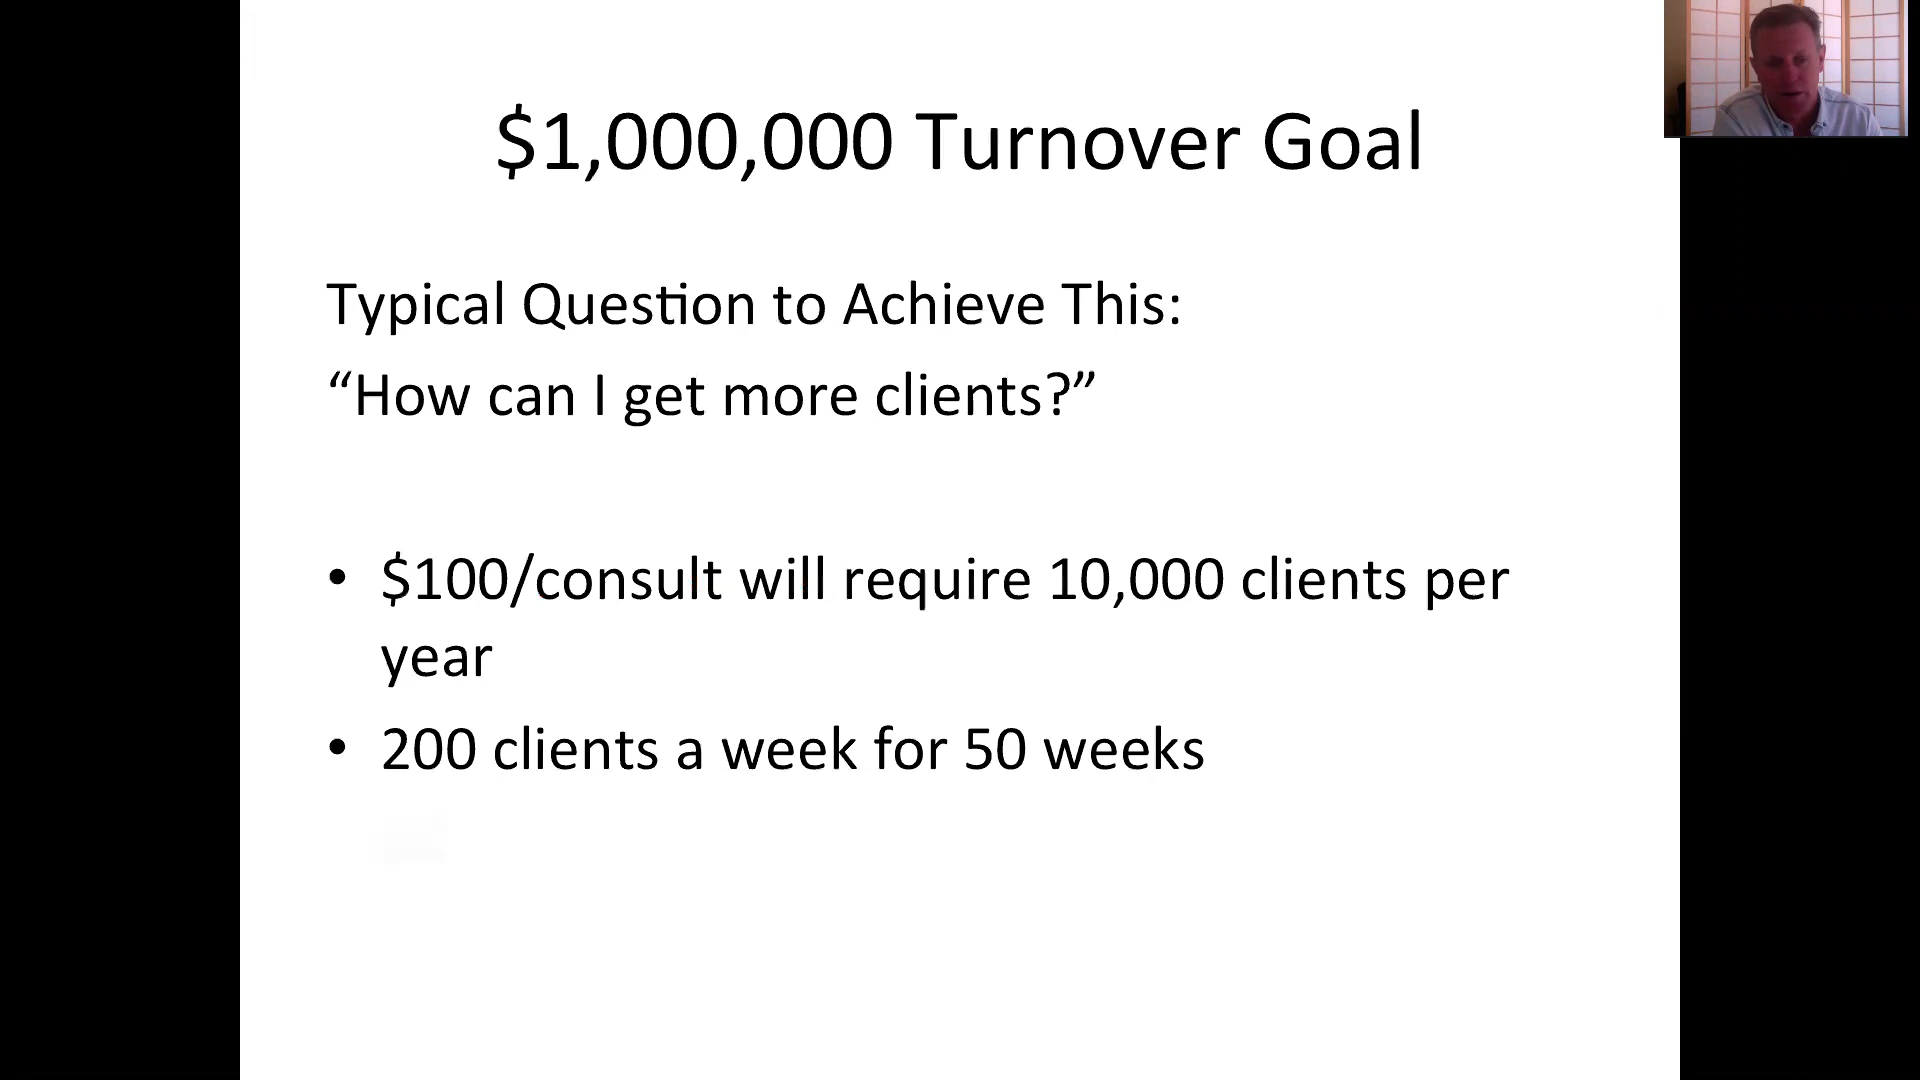 $1,000,000 Turnover Goal
Typical Question to Achieve This:
“How can I get more clients?”
• $100/consult will require 10,000 clients per
year
• 200 clients a week for 50 weeks